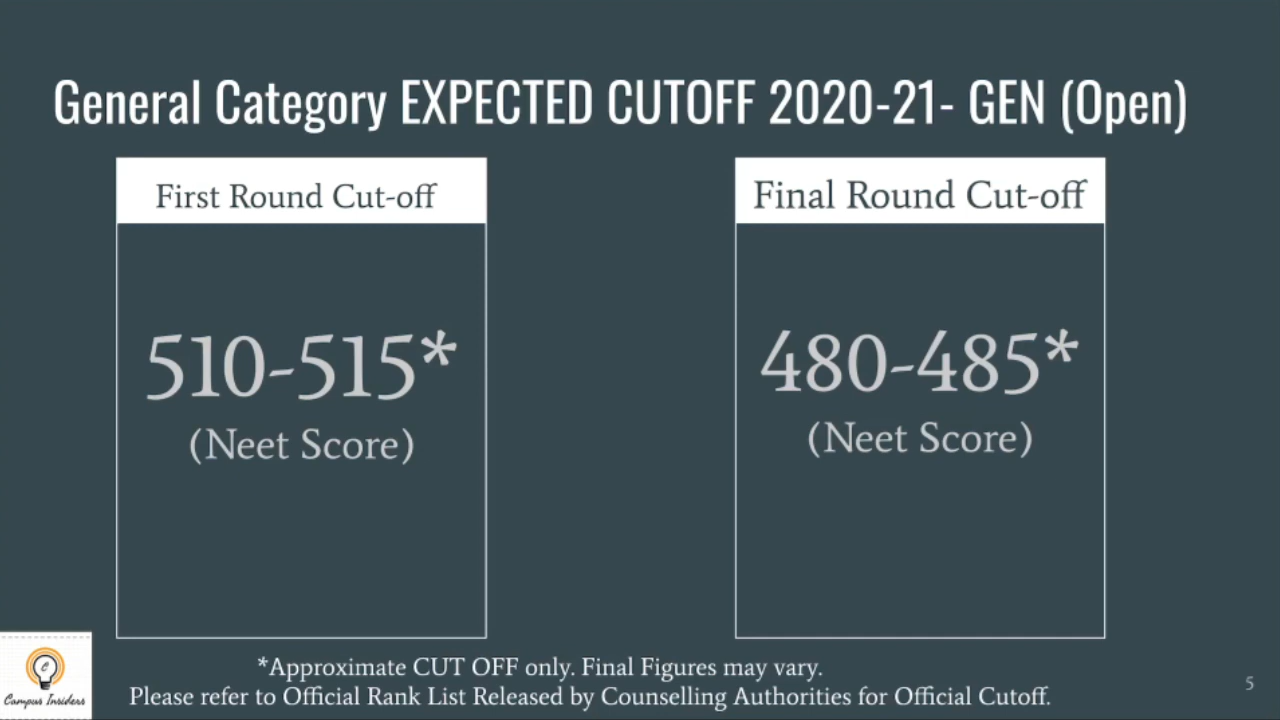 General Category EXPECTED CUTOFF 2020-21- GEN (Open)
First Round Cut-off
510-515*
(Neet Score)
Final Round Cut-off
480-485*
(Neet Score)
*Approximate CUT OFF only. Final Figures may vary.
Please refer to Official Rank List Released by Counselling Authorities for Official Cutoff.
5
C
Campus Insiders